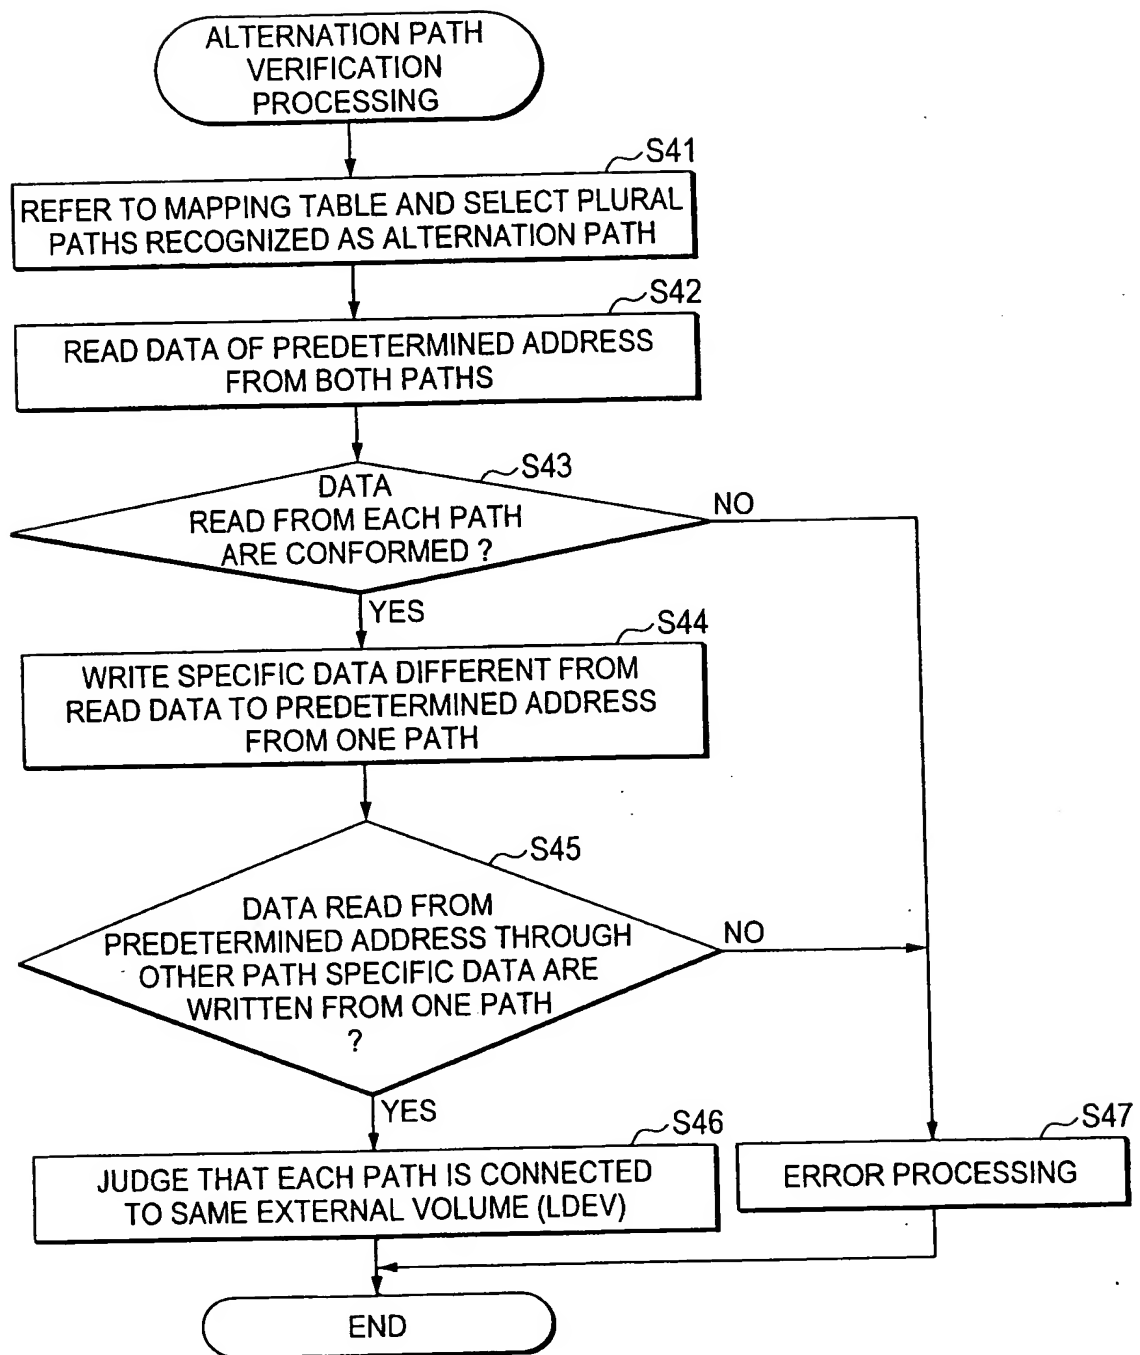 ALTERNATION PATH
VERIFICATION
PROCESSING
S41
REFER TO MAPPING TABLE AND SELECT PLURAL
PATHS RECOGNIZED AS ALTERNATION PATH
S42
READ DATA OF PREDETERMINED ADDRESS
FROM BOTH PATHS
S43
DATA
READ FROM EACH PATH
ARE CONFORMED ?
NO
YES
S44
WRITE SPECIFIC DATA DIFFERENT FROM
READ DATA TO PREDETERMINED ADDRESS
FROM ONE PATH
S45
DATA READ FROM
PREDETERMINED ADDRESS THROUGH
OTHER PATH SPECIFIC DATA ARE
WRITTEN FROM ONE PATH
?
NO
YES
S46
JUDGE THAT EACH PATH IS CONNECTED
TO SAME EXTERNAL VOLUME (LDEV)
S47
ERROR PROCESSING
END